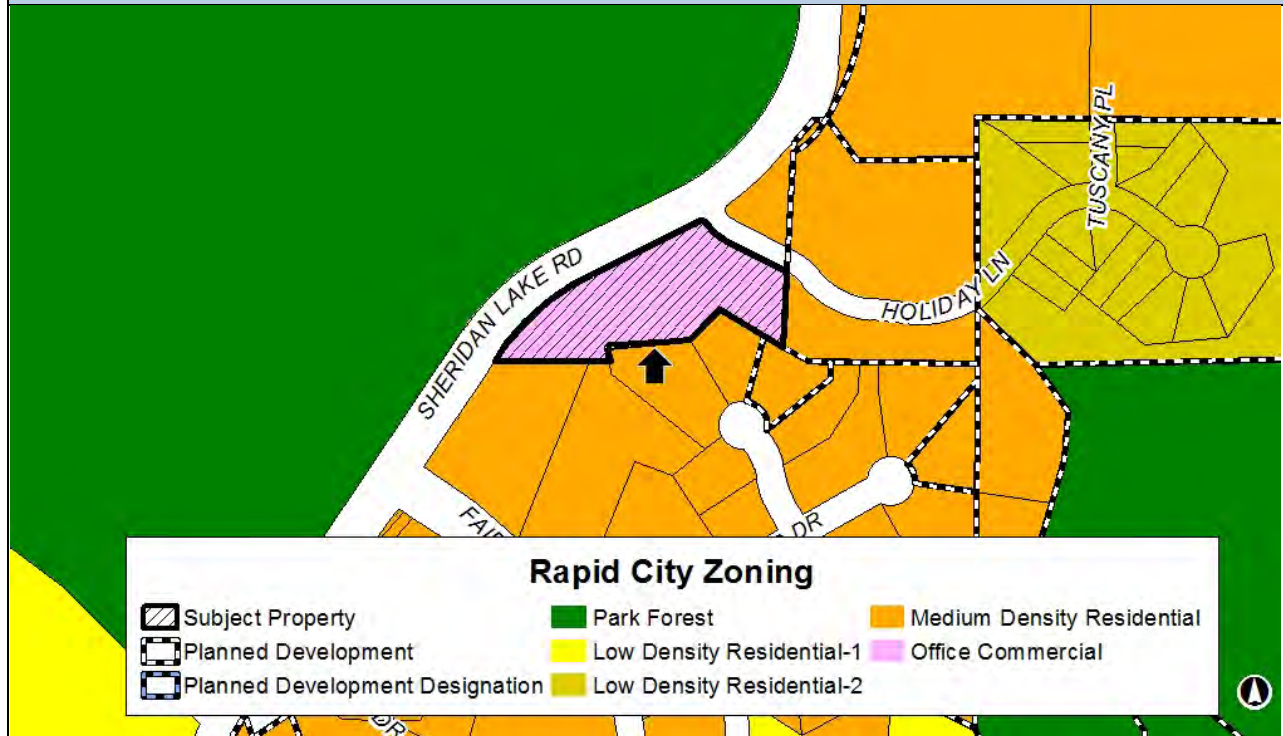 TUSCANY PL
SHERIDAN LAKE RD
HOLIDAY LN
DR
Rapid City Zoning
Subject Property
Planned Development
Planned Development Designation
Park Forest
Low Density Residential-1
Low Density Residential-2
Medium Density Residential
Office Commercial
DR